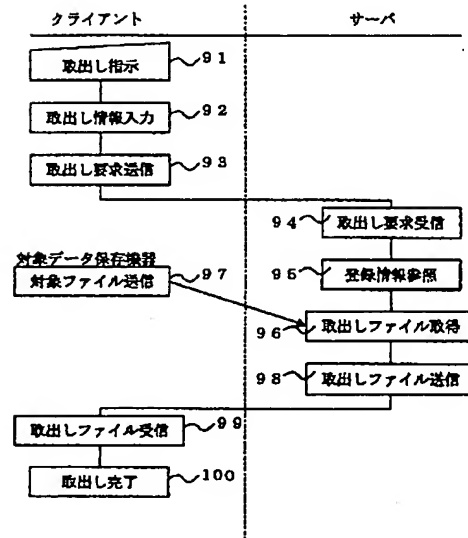 クライアント
サーバ
取出し指示
91
取出し情報入力
92
取出し要求送信
93
94
取出し要求受信
95
登録情報参照
対象データ保存機器
対象ファイル送信
97
96
取出しファイル取得
98
取出しファイル送信
取出しファイル受信
99
取出し完了
100